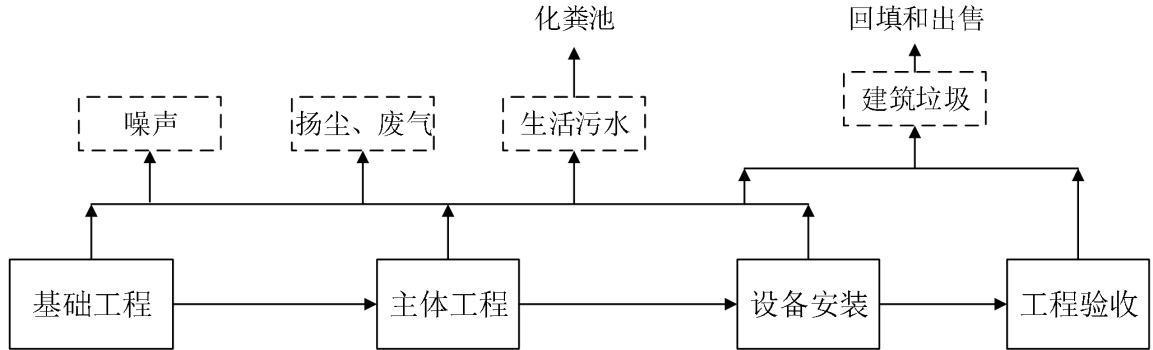 化粪池
回填和出售
噪声
扬尘、废气
生活污水
建筑垃圾
基础工程
主体工程
设备安装
工程验收